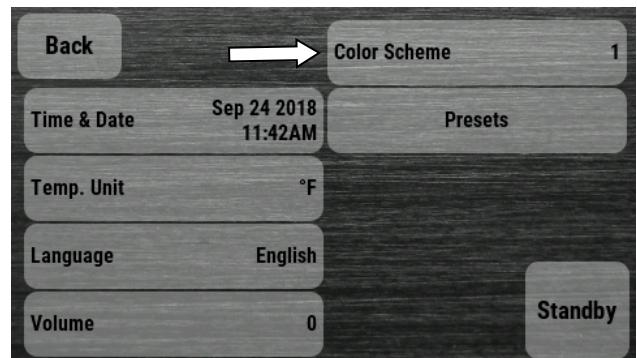 Back
Color Scheme 1
Time & Date Sep 24 2018
11:42AM
Presets
Temp. Unit °F
Language English
Volume 0
Standby